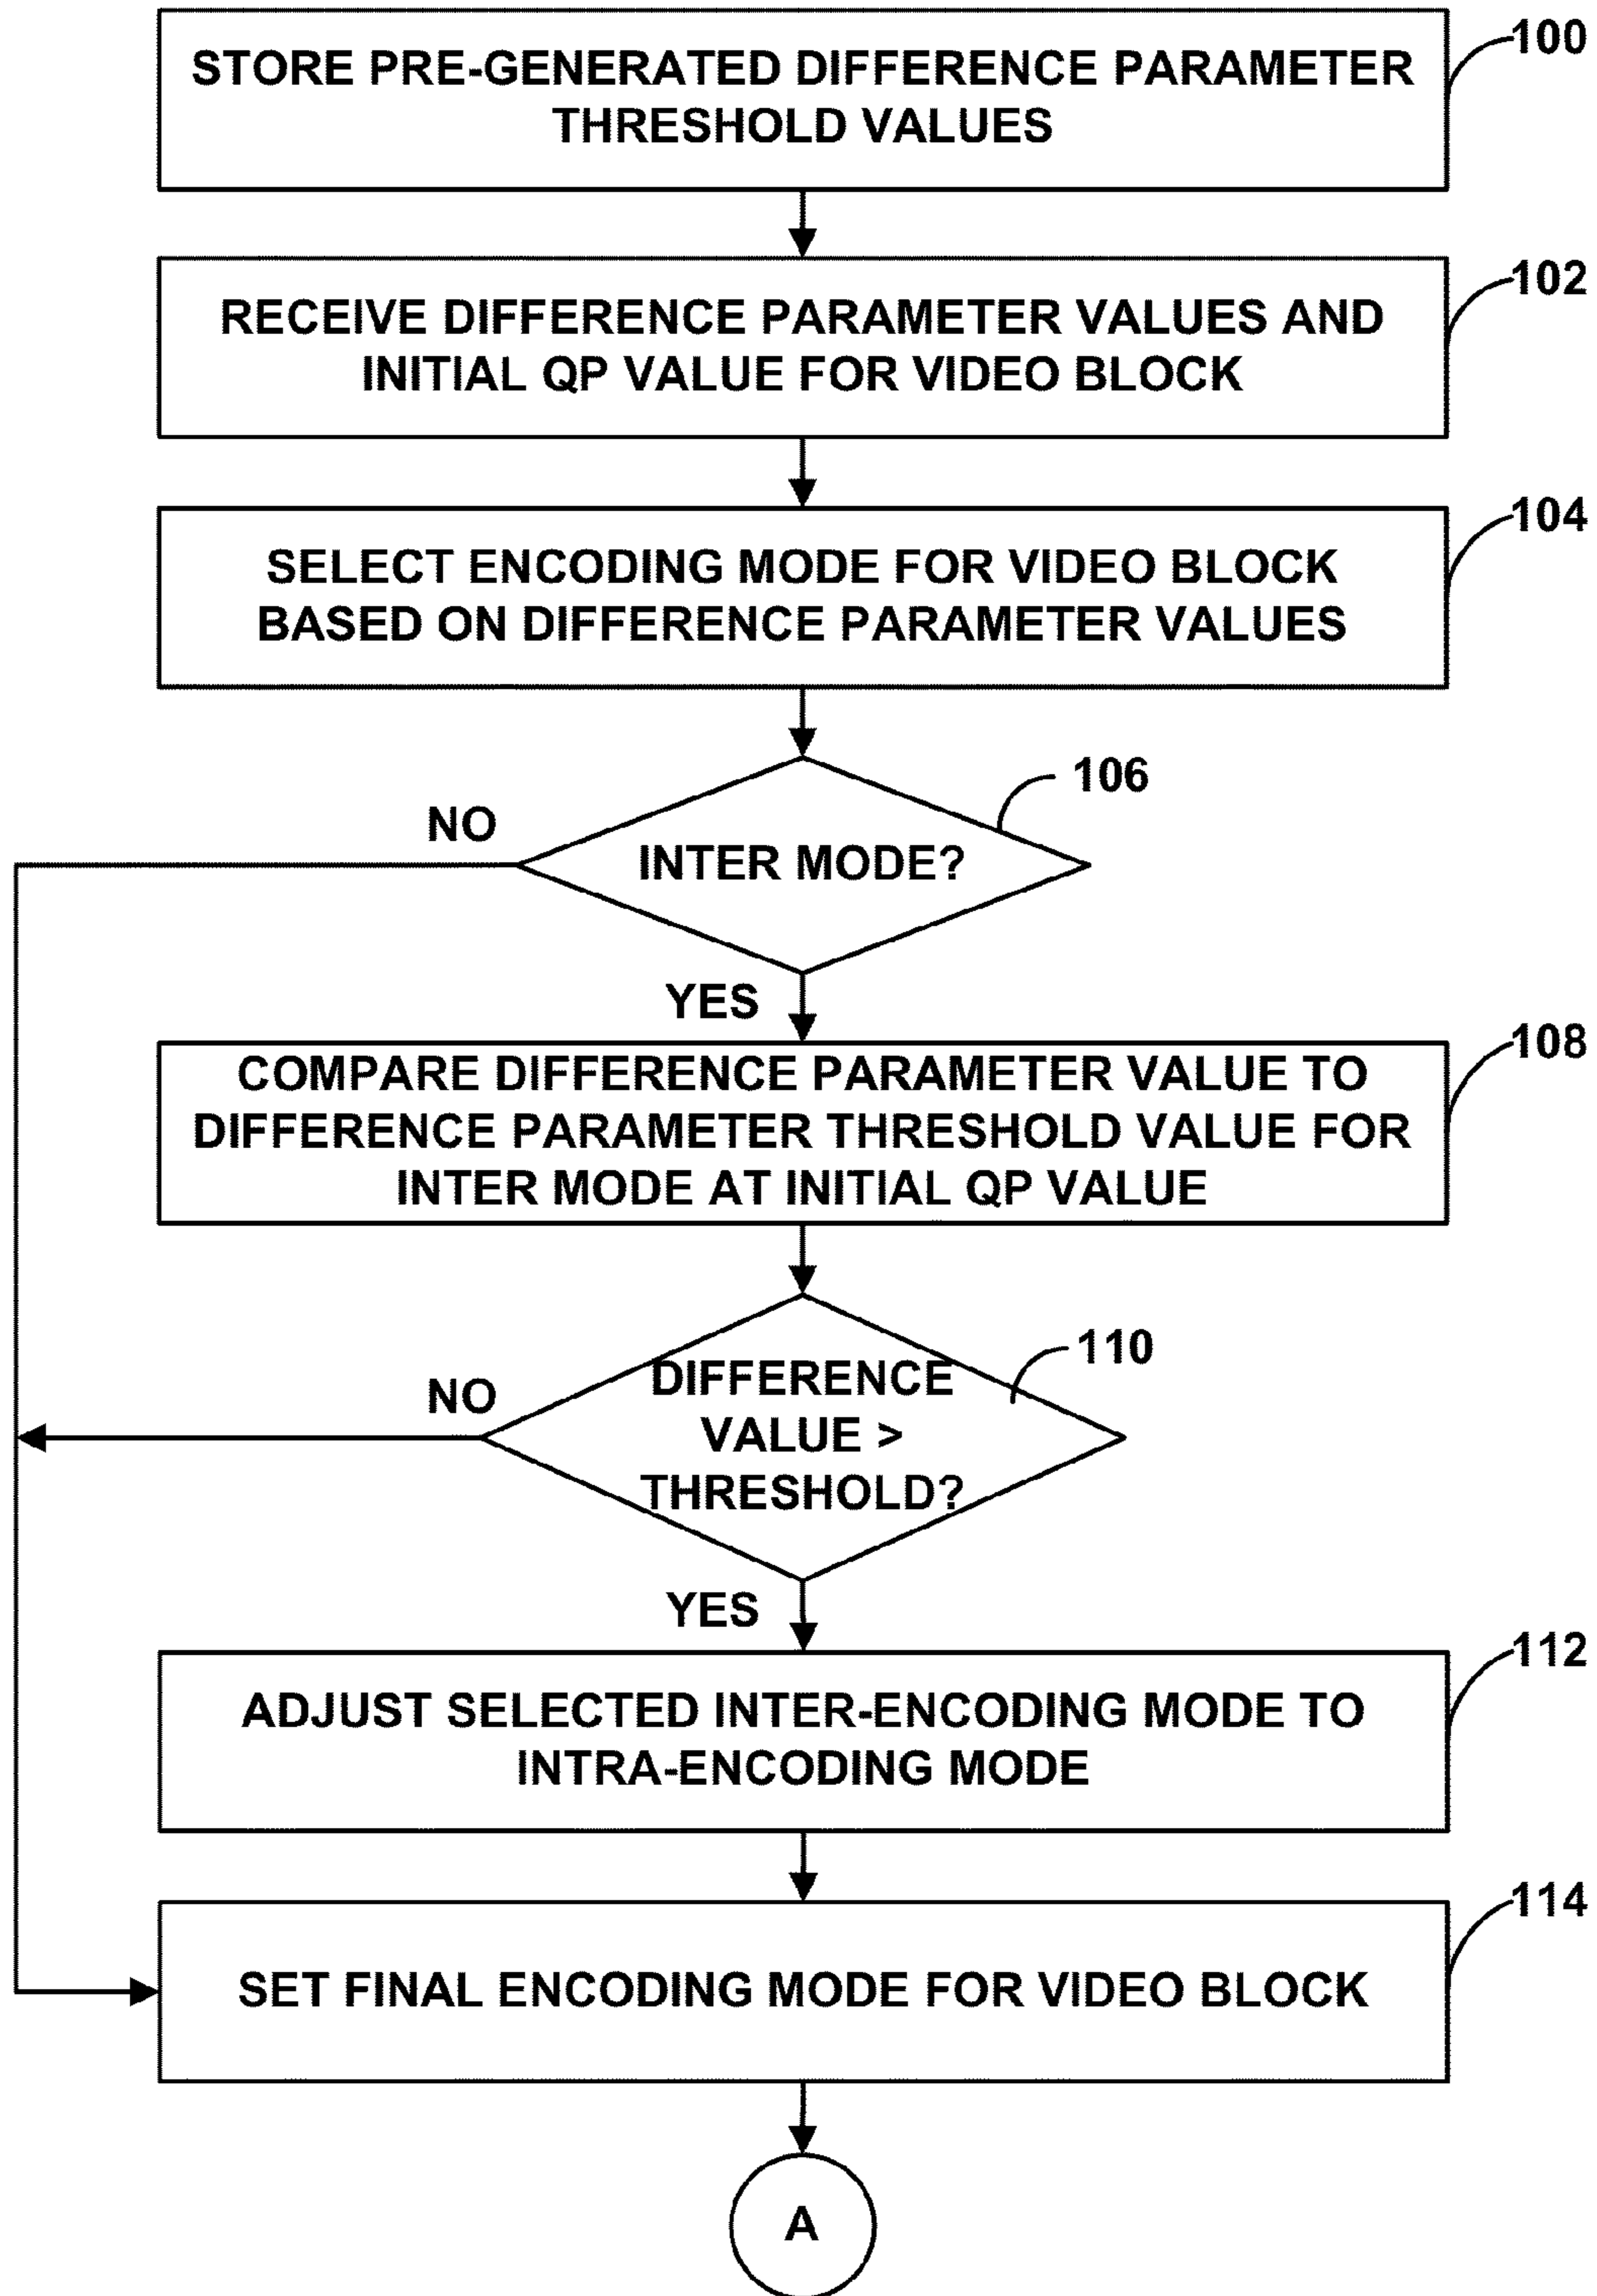 100
STORE PRE-GENERATED DIFFERENCE PARAMETER
THRESHOLD VALUES
102
RECEIVE DIFFERENCE PARAMETER VALUES AND
INITIAL QP VALUE FOR VIDEO BLOCK
104
SELECT ENCODING MODE FOR VIDEO BLOCK
BASED ON DIFFERENCE PARAMETER VALUES
106
NO
INTER MODE?
YES
108
COMPARE DIFFERENCE PARAMETER VALUE TO
DIFFERENCE PARAMETER THRESHOLD VALUE FOR
INTER MODE AT INITIAL QP VALUE
110
NO
DIFFERENCE
VALUE >
THRESHOLD?
YES
112
ADJUST SELECTED INTER-ENCODING MODE TO
INTRA-ENCODING MODE
114
SET FINAL ENCODING MODE FOR VIDEO BLOCK
A